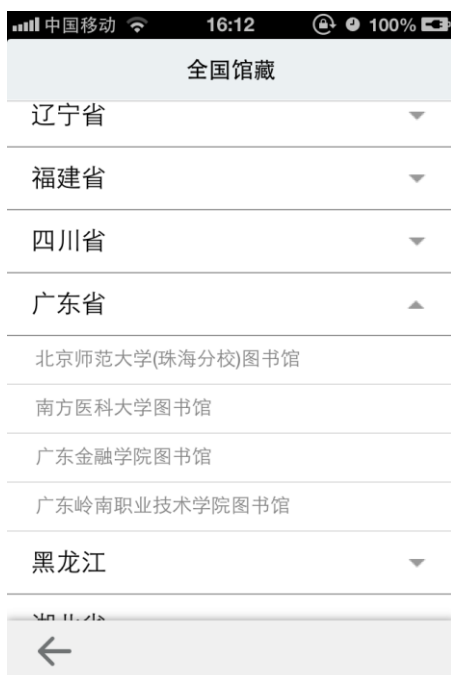 中国移动 16:12 100%
全国馆藏
辽宁省
福建省
四川省
广东省
北京师范大学(珠海分校)图书馆
南方医科大学图书馆
广东金融学院图书馆
广东岭南职业技术学院图书馆
黑龙江
湖北省